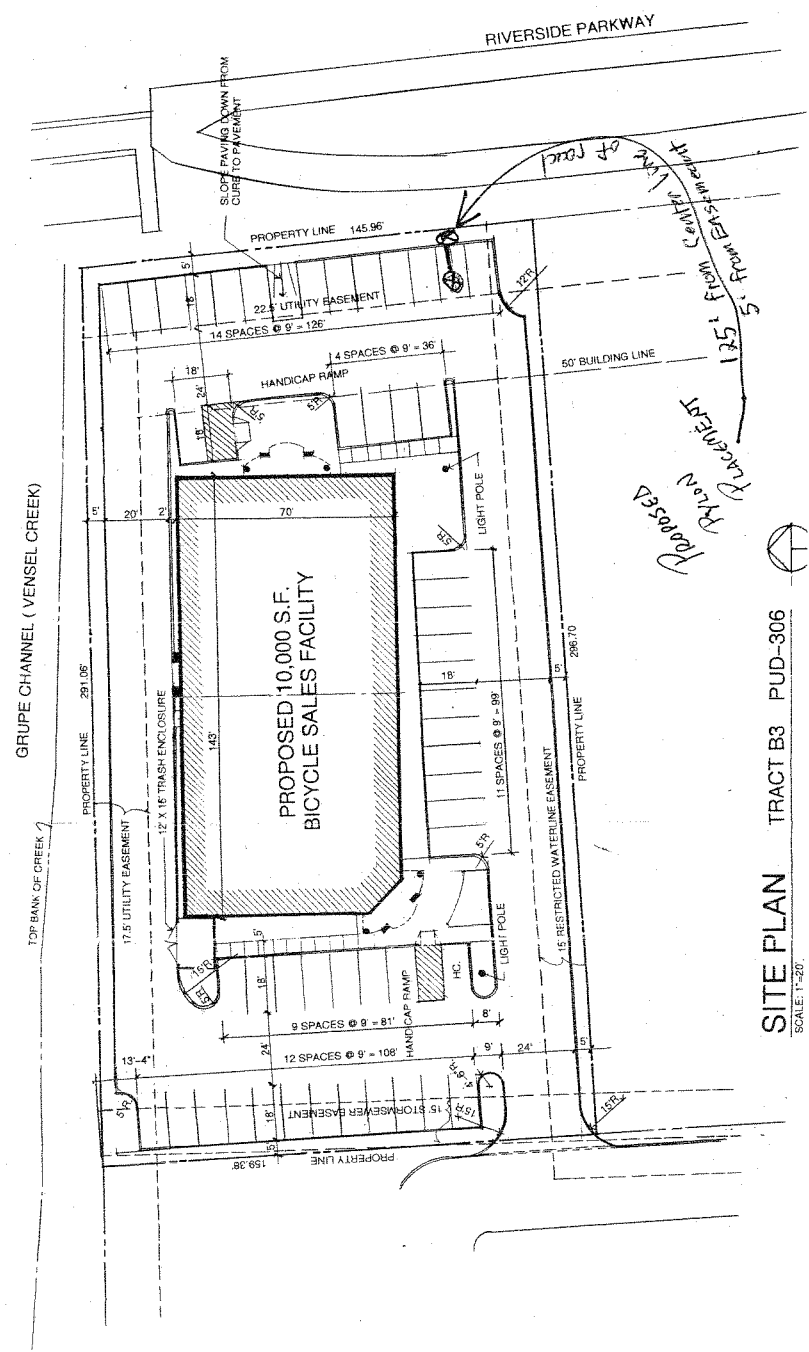 RIVERSIDE PARKWAY
SLOPE PAVING DOWN FROM
CURB TO PAVEMENT
PROPERTY LINE 145.96'
5'
18'
22.5' UTILITY EASEMENT
14 SPACES @ 9' = 126'
12'R
4 SPACES @ 9' = 36'
50' BUILDING LINE
18'
24'
HANDICAP RAMP
18'
5'R
5'R
125' From Center line
of road
5' From Easement
PROPOSED
PYLON
PLACEMENT
GRUPE CHANNEL ( VENSEL CREEK)
TOP BANK OF CREEK
PROPERTY LINE
291.06'
5'
20'
2'
70'
LIGHT POLE
5'R
17.5' UTILITY EASEMENT
12' X 15' TRASH ENCLOSURE
143'
PROPOSED 10,000 S.F.
BICYCLE SALES FACILITY
18'
11 SPACES @ 9' = 99'
5'
296.70
PROPERTY LINE
15' RESTRICTED WATERLINE EASEMENT
5'R
5'
15'R
5'R
18'
HANDICAP RAMP
HC.
LIGHT POLE
9 SPACES @ 9' = 81'
8'
13'-4"
24'
12 SPACES @ 9' = 108'
9'
24'
5'
5'R
18'
15' STORMSEWER EASEMENT
15'R
4'-6"R
15'R
5'
159.38'
PROPERTY LINE
SITE PLAN TRACT B3 PUD-306
SCALE: 1"=20'